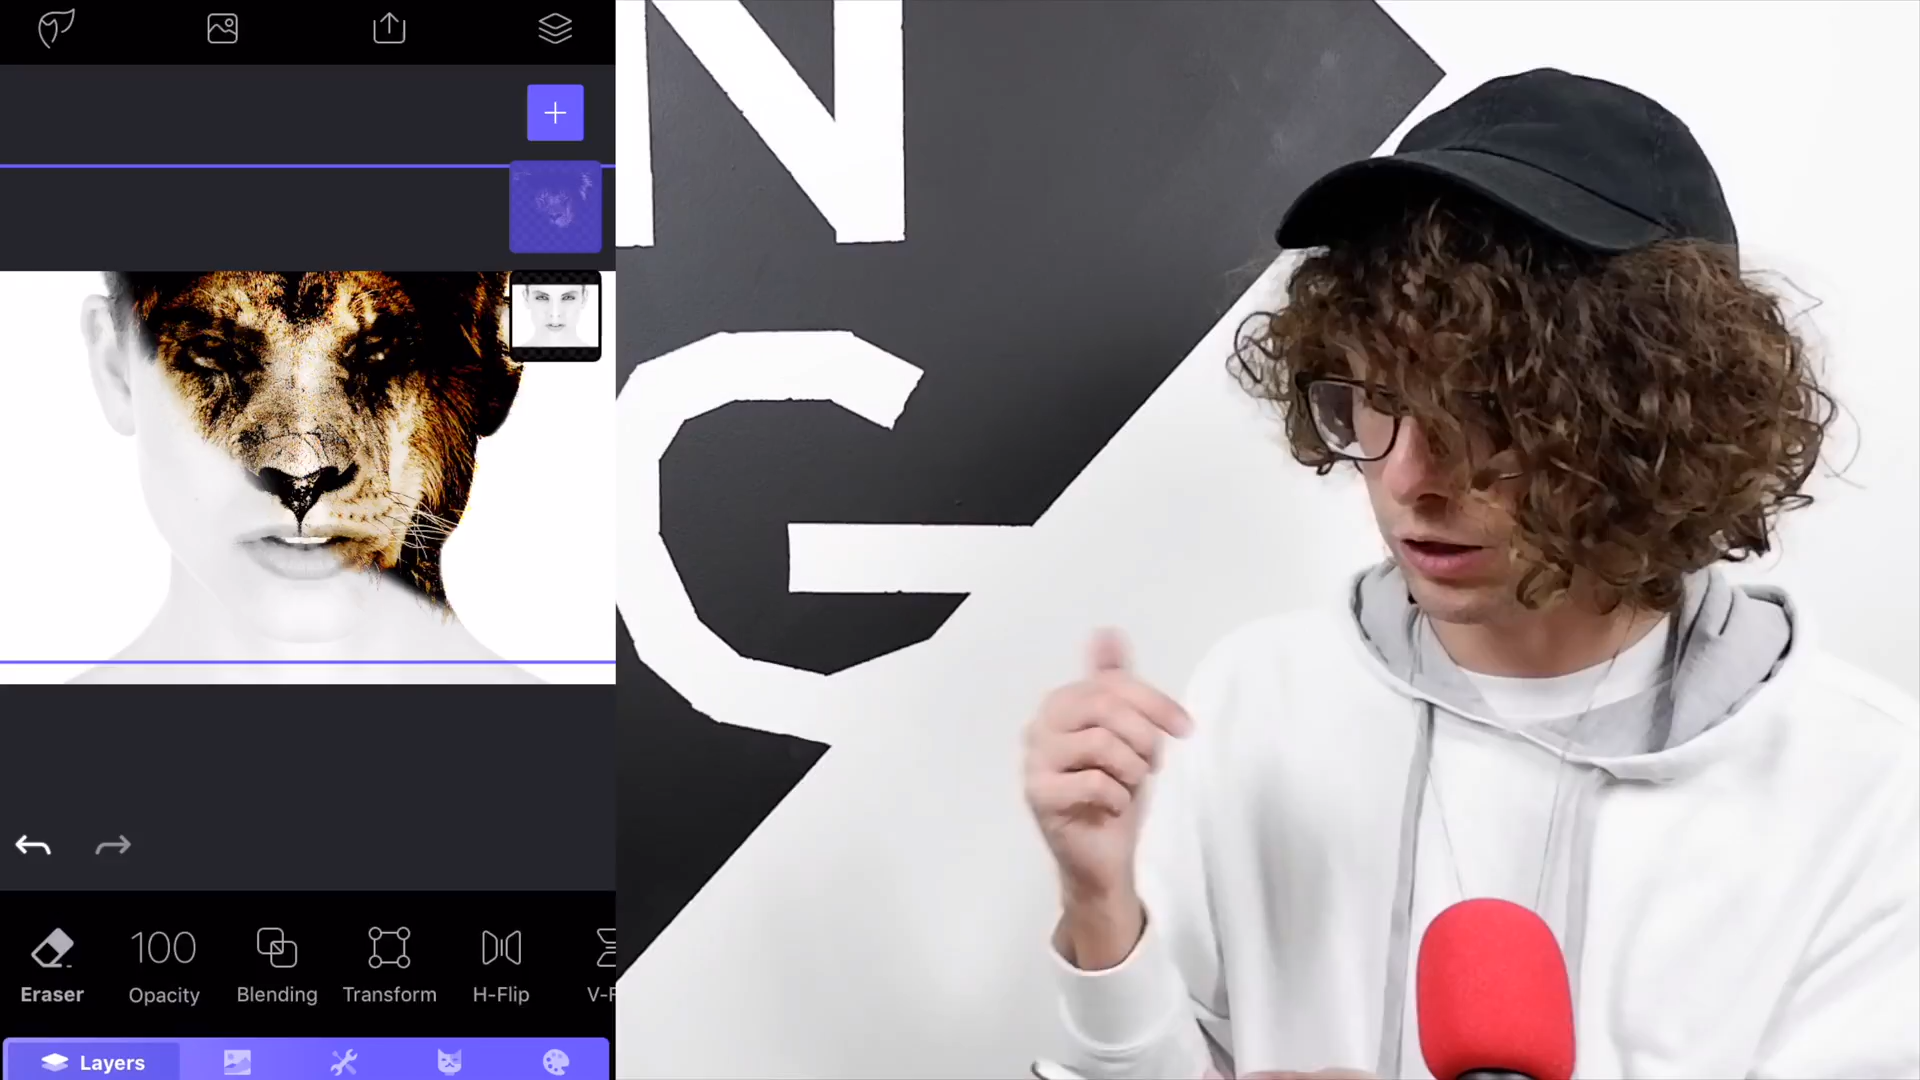 N
G
Eraser
100
Opacity
Blending
Transform
H-Flip
Layers